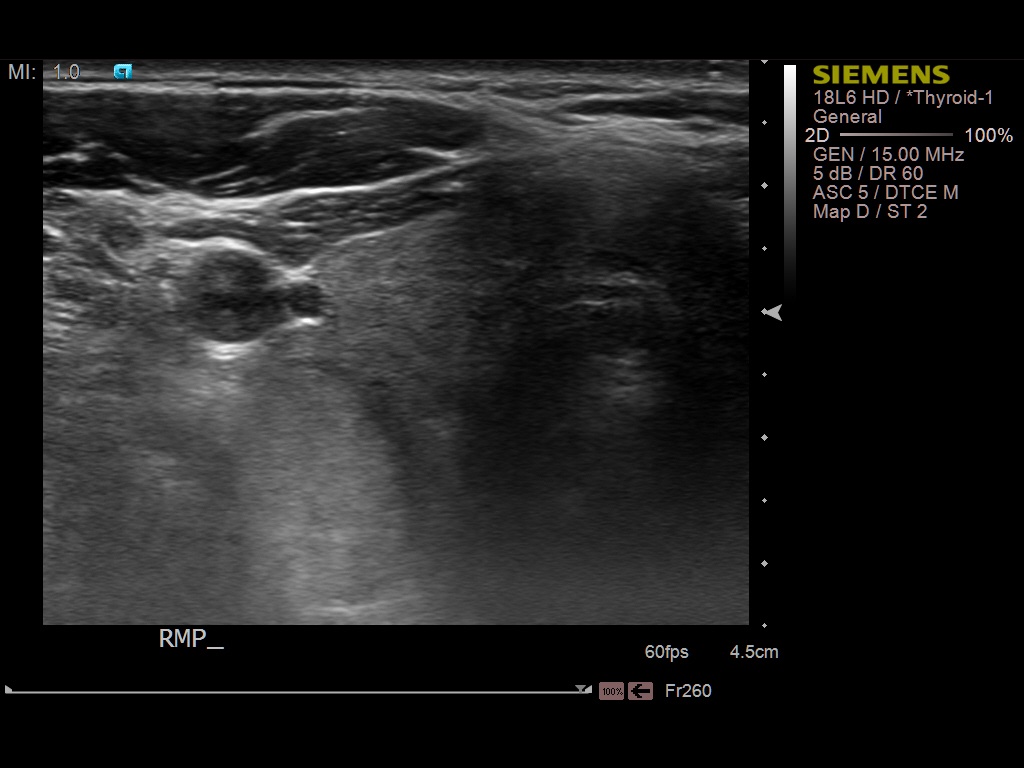 MI: 1.0
SIEMENS
18L6 HD / *Thyroid-1
General
2D 100%
GEN / 15.00 MHz
5 dB / DR 60
ASC 5 / DTCE M
Map D / ST 2
RMP_
60fps 4.5cm
100% Fr260